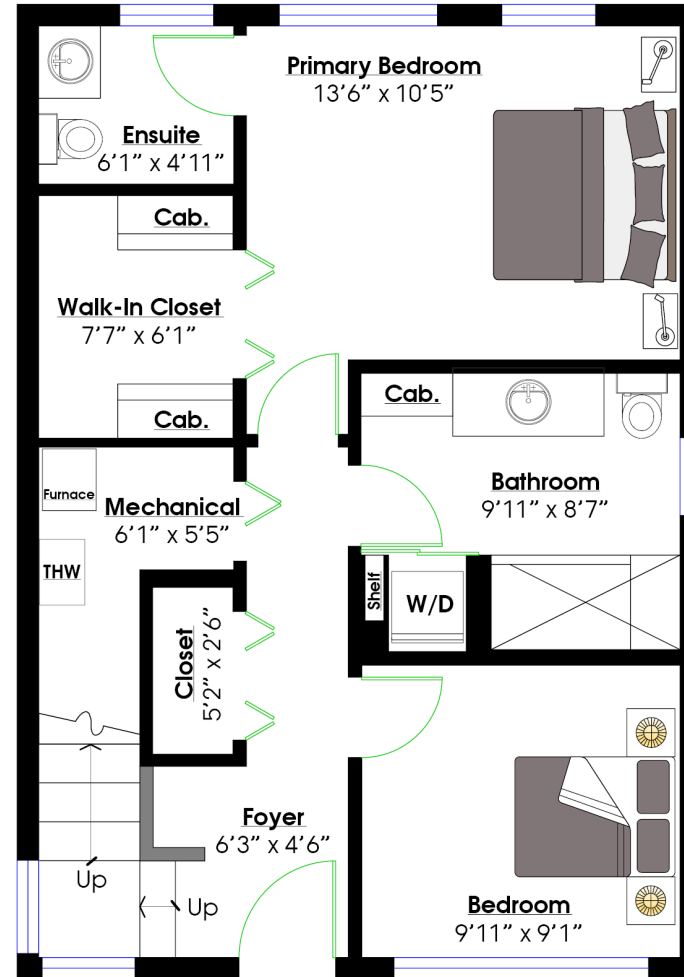 Primary Bedroom
13'6” x 10'5”
Ensuite
6'1” x 4'11”
Cab.
Walk-In Closet
7'7” x 6'1”
Cab.
Cab.
Furnace
Mechanical
6'1” x 5'5”
Bathroom
9'11” x 8'7”
THW
Shelf
W/D
Closet
5'2” x 2'6”
Foyer
6'3” x 4'6”
Up
Up
Bedroom
9'11” x 9'1”